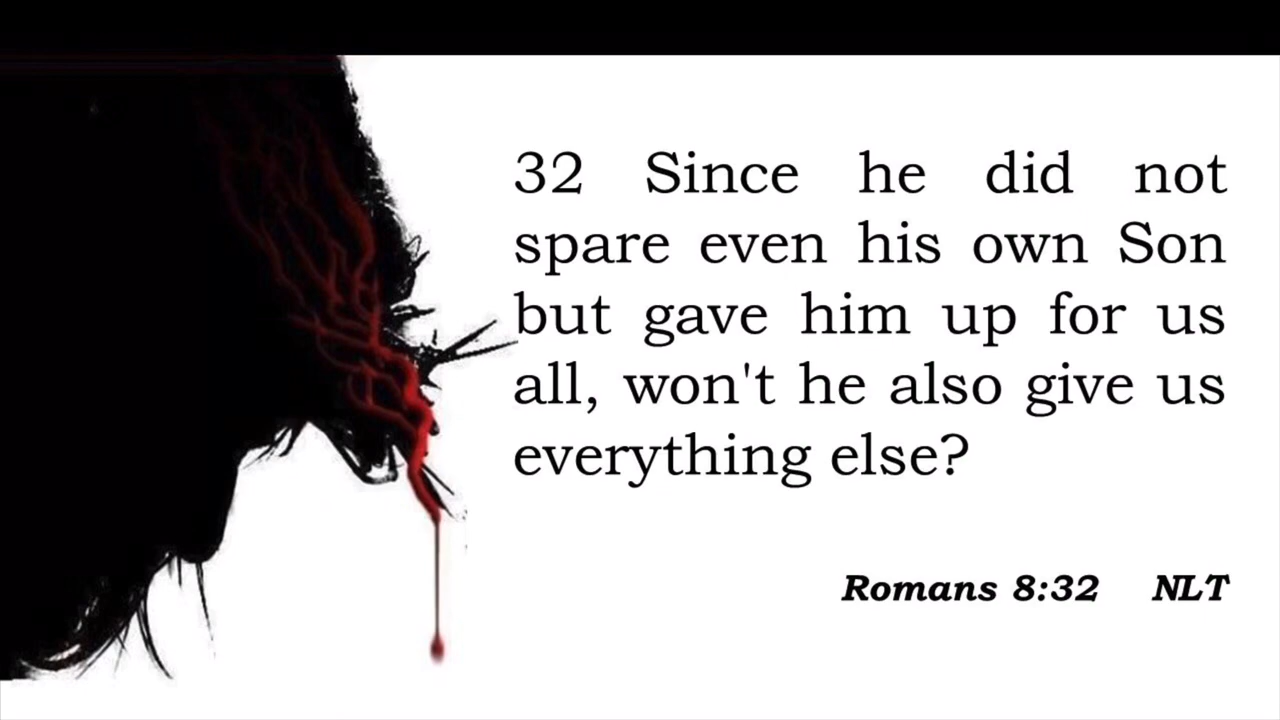 32 Since he did not
spare even his own Son
but gave him up for us
all, won't he also give us
everything else?
Romans 8:32 NLT